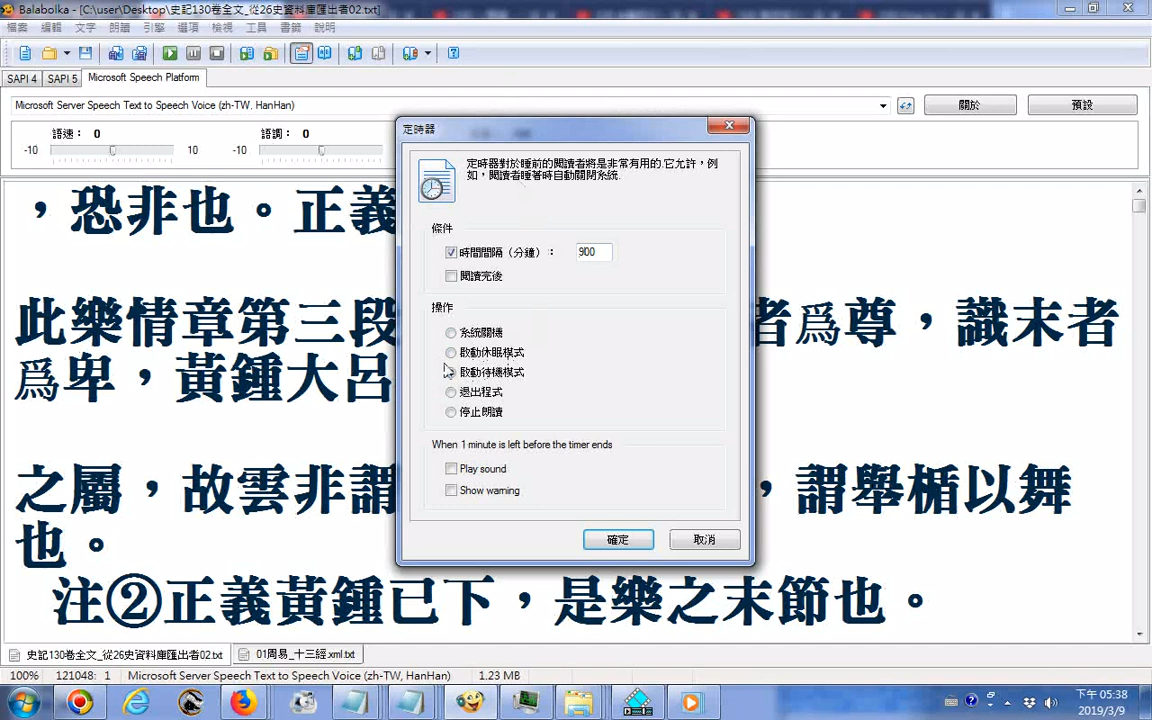 Balabolka - [C:\user\Desktop\史記130卷全文_從26史資料庫匯出者02.txt]
檔案 編輯 文字 朗讀 引擎 選項 檢視 工具 書籤 說明
SAPI 4 SAPI 5 Microsoft Speech Platform
Microsoft Server Speech Text to Speech Voice (zh-TW, HanHan)
關於 預設
語速： 0 語調： 0
-10 10 -10
定時器
定時器對於睡前的閱讀者將是非常有用的.它允許，例
如，閱讀者睡著時自動關閉系統.
條件
時間間隔（分鐘）： 900
閱讀完後
操作
系統關機
啟動休眠模式
啟動待機模式
退出程式
停止朗讀
When 1 minute is left before the timer ends
Play sound
Show warning
確定 取消
，恐非也。正義
此樂情章第三段 者爲尊，識末者
爲卑，黃鍾大呂
之屬，故雲非謂 ，謂舉楯以舞
也。
注②正義黃鍾已下，是樂之末節也。
史記130卷全文_從26史資料庫匯出者02.txt 01周易_十三經.xml.txt
100% 121048: 1 Microsoft Server Speech Text to Speech Voice (zh-TW, HanHan) 1.23 MB
下午 05:38
2019/3/9